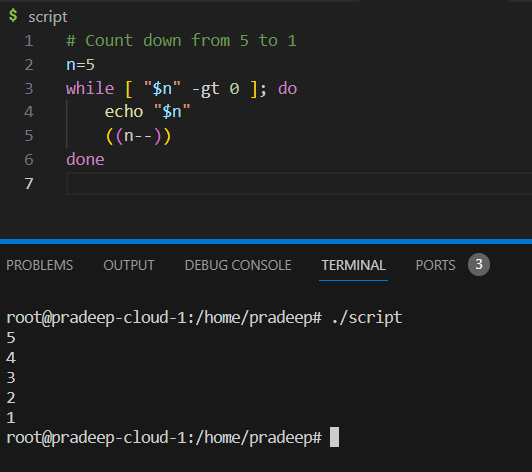 $ script
1 # Count down from 5 to 1
2 n=5
3 while [ "$n" -gt 0 ]; do
4     echo "$n"
5     ((n--))
6 done
7
PROBLEMS OUTPUT DEBUG CONSOLE TERMINAL PORTS 3
root@pradeep-cloud-1:/home/pradeep# ./script
5
4
3
2
1
root@pradeep-cloud-1:/home/pradeep#